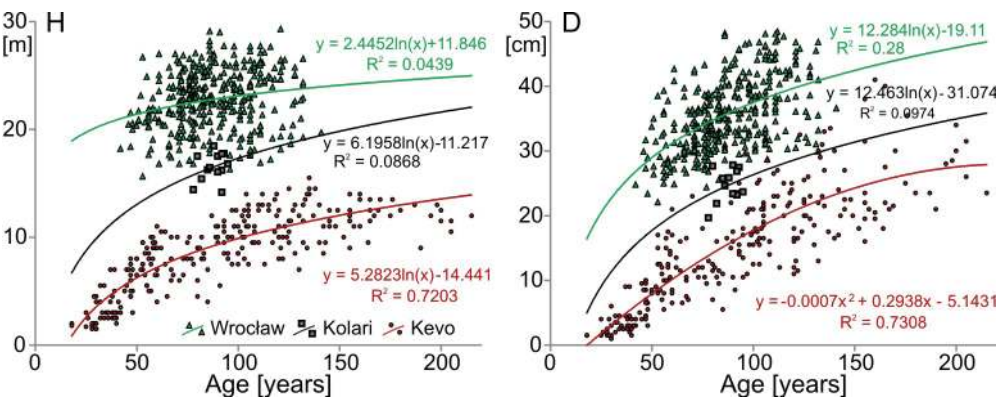 H
30
[m]
20
10
0
y = 2.4452ln(x)+11.846
R² = 0.0439
y = 6.1958ln(x)-11.217
R² = 0.0868
y = 5.2823ln(x)-14.441
R² = 0.7203
Wrocław Kolari Kevo
0 50 100 150 200
Age [years]
D
50
[cm]
40
30
20
10
0
y = 12.284ln(x)-19.11
R² = 0.28
y = 12.463ln(x)-31.074
R² = 0.0974
y = -0.0007x² + 0.2938x - 5.1431
R² = 0.7308
0 50 100 150 200
Age [years]